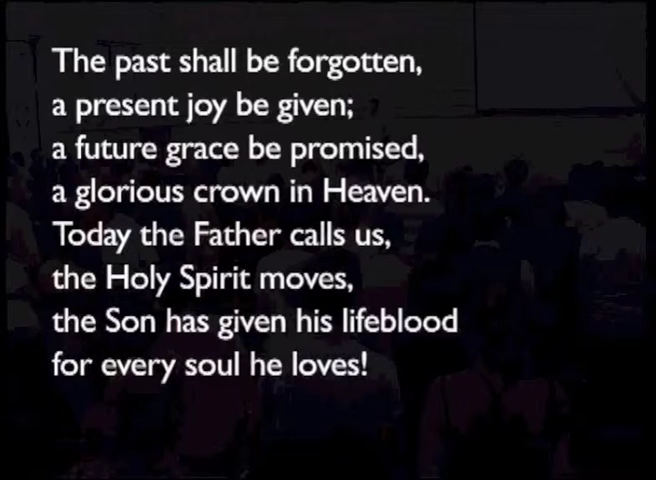 The past shall be forgotten,
a present joy be given;
a future grace be promised,
a glorious crown in Heaven.
Today the Father calls us,
the Holy Spirit moves,
the Son has given his lifeblood
for every soul he loves!